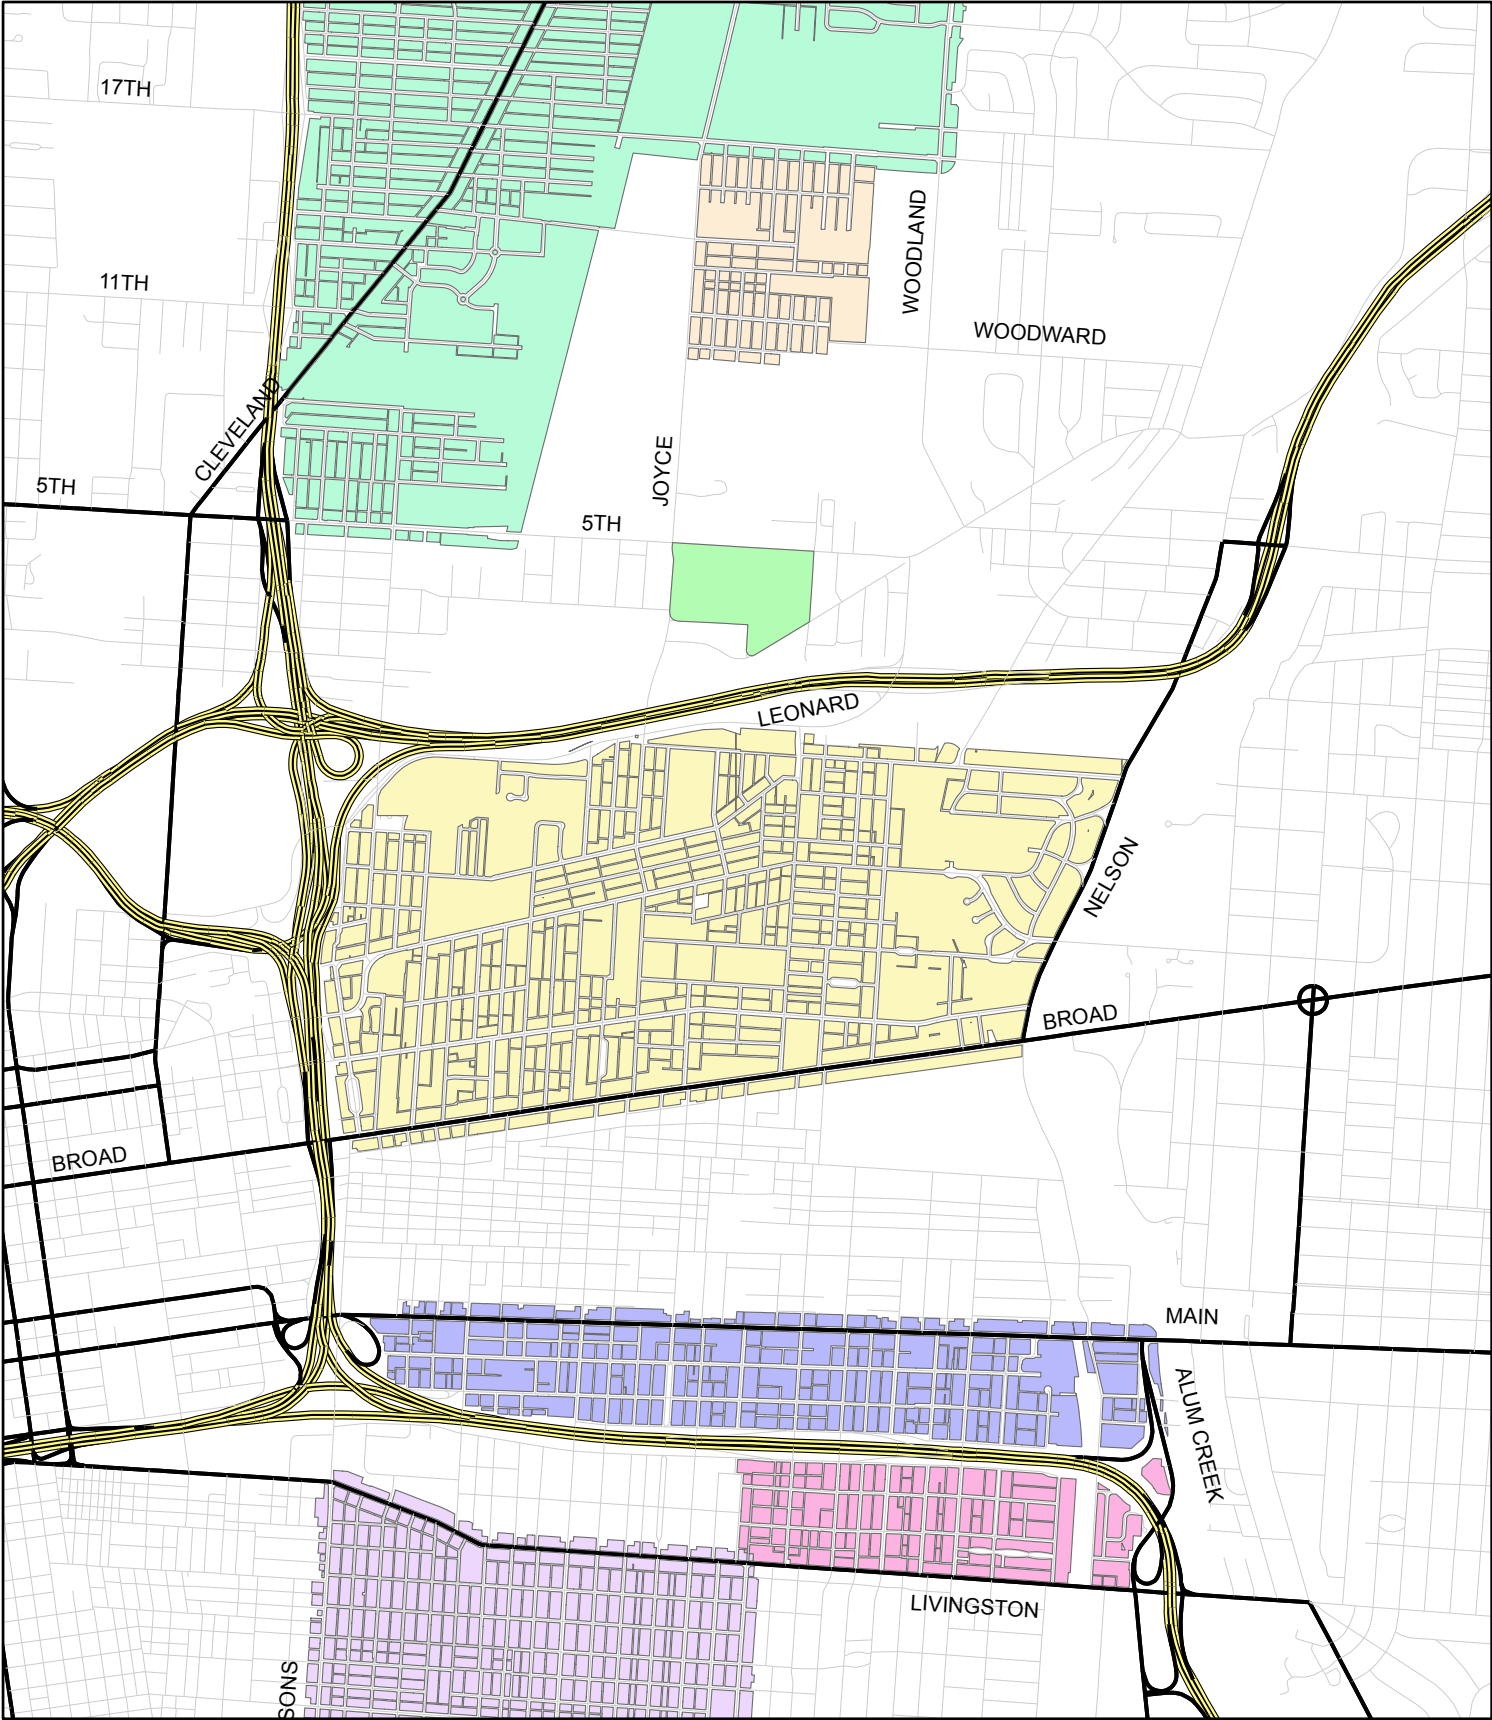 17TH
WOODLAND
11TH
WOODWARD
CLEVELAND
JOYCE
5TH
5TH
LEONARD
NELSON
BROAD
BROAD
MAIN
ALUM CREEK
LIVINGSTON
SONS